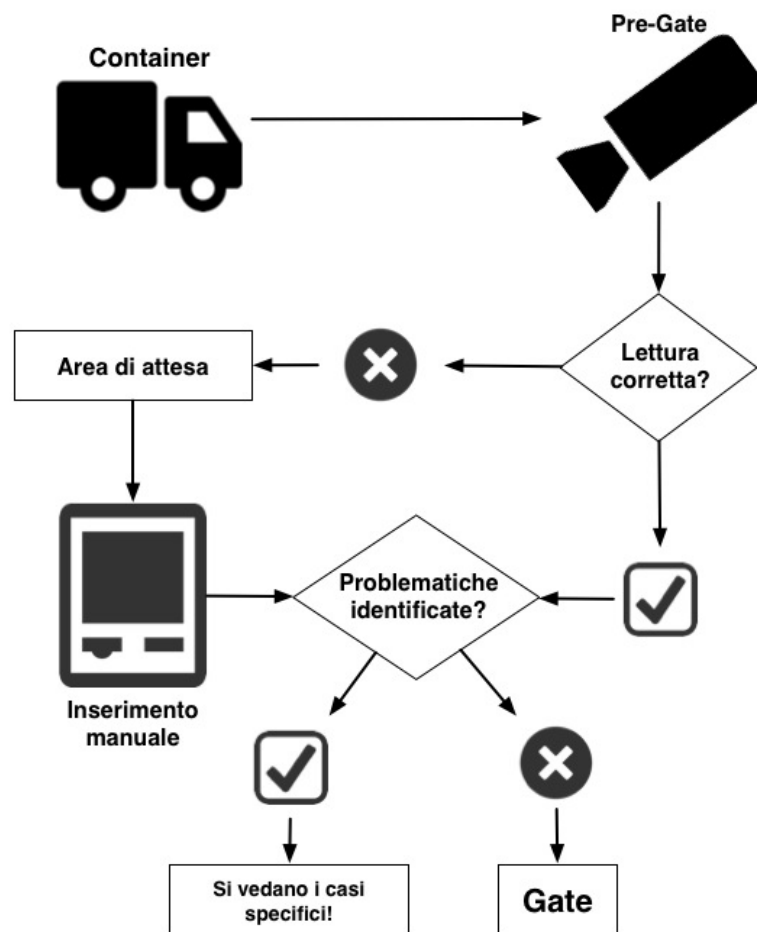 Pre-Gate
Container
Lettura
corretta?
Area di attesa
Problematiche
identificate?
Inserimento
manuale
Si vedano i casi
specifici!
Gate